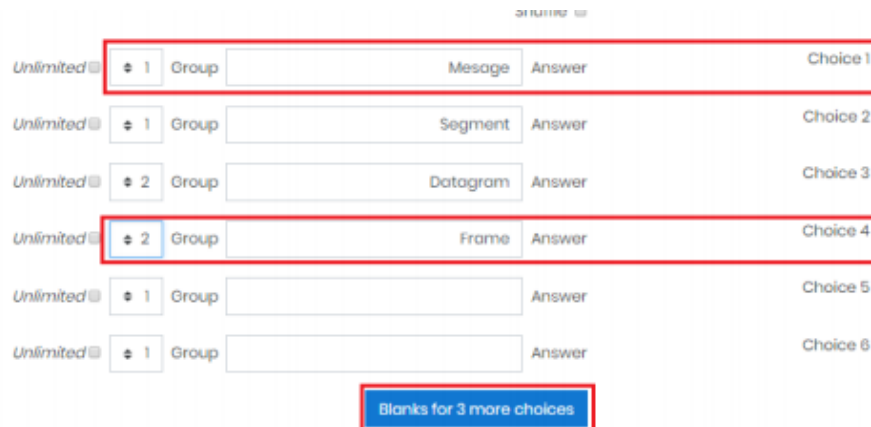 Shuffle
Unlimited 1 Group Mesage Answer Choice 1
Unlimited 1 Group Segment Answer Choice 2
Unlimited 2 Group Datagram Answer Choice 3
Unlimited 2 Group Frame Answer Choice 4
Unlimited 1 Group Answer Choice 5
Unlimited 1 Group Answer Choice 6
Blanks for 3 more choices